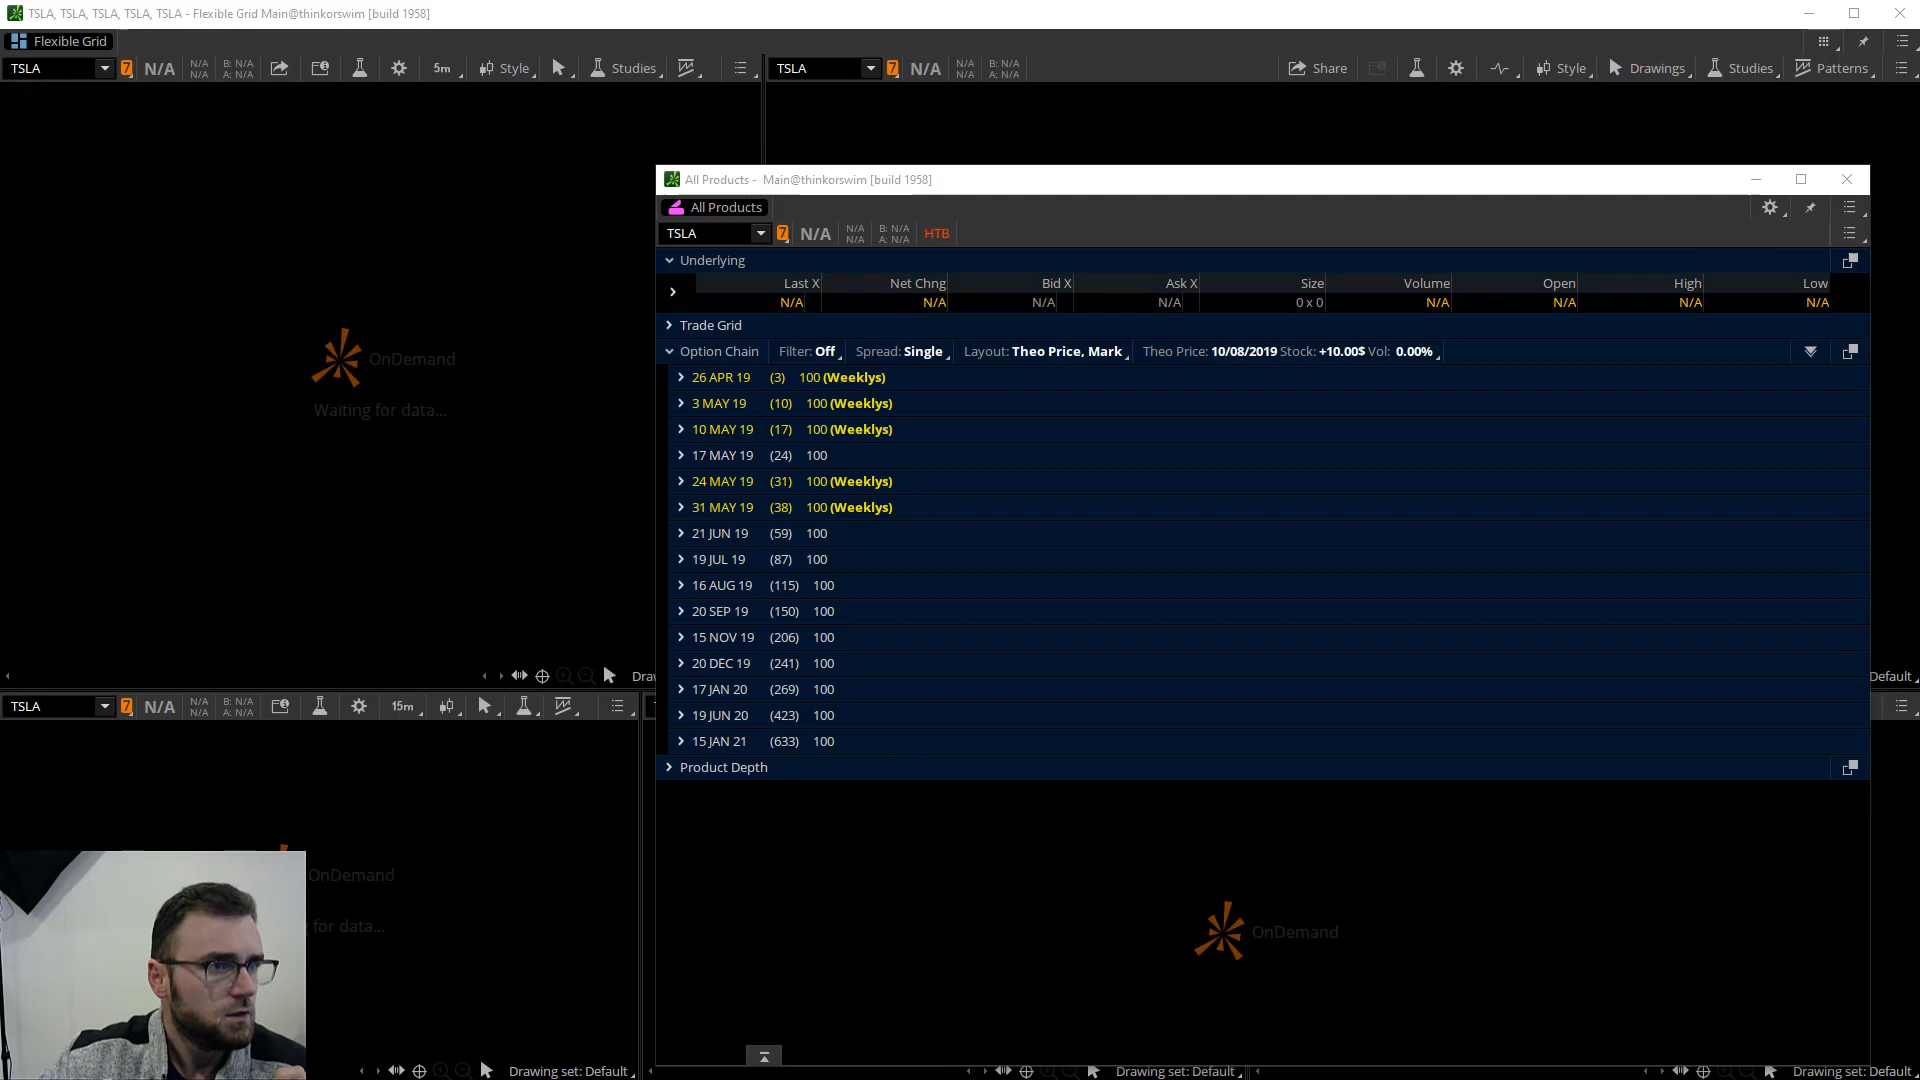 TSLA, TSLA, TSLA, TSLA, TSLA - Flexible Grid Main@thinkorswim [build 1958]
Flexible Grid
TSLA 7 N/A N/A N/A B: N/A A: N/A 5m Style Studies
TSLA 7 N/A N/A N/A B: N/A A: N/A Share Style Drawings Studies Patterns
OnDemand
Waiting for data...
All Products - Main@thinkorswim [build 1958]
All Products
TSLA 7 N/A N/A N/A B: N/A A: N/A HTB
Underlying
Last X Net Chng Bid X Ask X Size Volume Open High Low
N/A N/A N/A N/A 0 x 0 N/A N/A N/A N/A
Trade Grid
Option Chain Filter: Off Spread: Single Layout: Theo Price, Mark Theo Price: 10/08/2019 Stock: +10.00$ Vol: 0.00%
26 APR 19 (3) 100 (Weeklys)
3 MAY 19 (10) 100 (Weeklys)
10 MAY 19 (17) 100 (Weeklys)
17 MAY 19 (24) 100
24 MAY 19 (31) 100 (Weeklys)
31 MAY 19 (38) 100 (Weeklys)
21 JUN 19 (59) 100
19 JUL 19 (87) 100
16 AUG 19 (115) 100
20 SEP 19 (150) 100
15 NOV 19 (206) 100
20 DEC 19 (241) 100
17 JAN 20 (269) 100
19 JUN 20 (423) 100
15 JAN 21 (633) 100
Product Depth
OnDemand
Default
TSLA 7 N/A N/A N/A B: N/A A: N/A 15m
OnDemand
for data...
Drawing set: Default
Drawing set: Default
Drawing set: Default